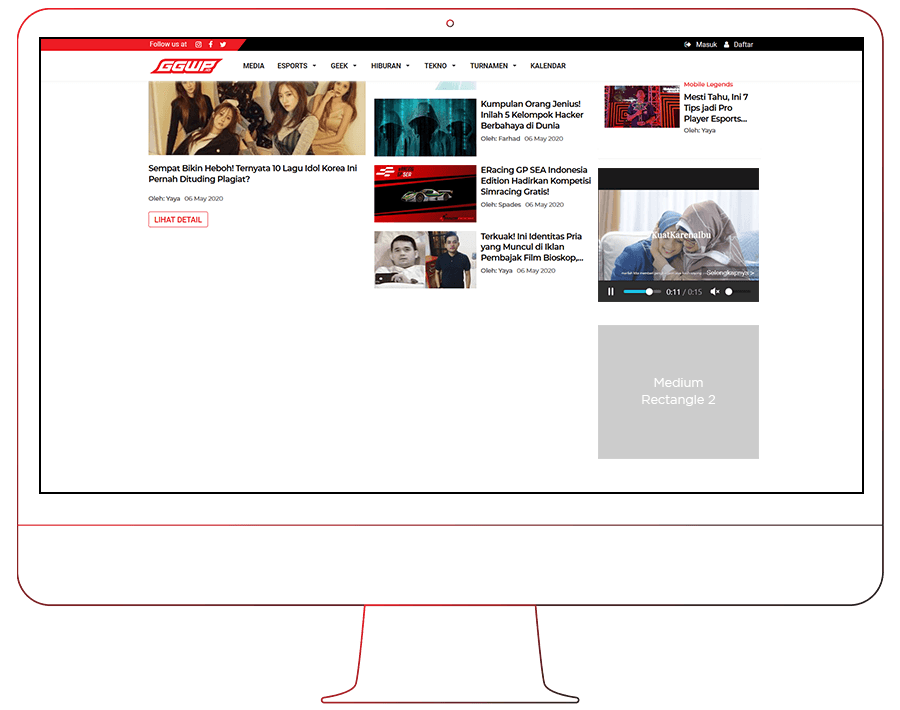 Follow us at
Masuk Daftar
GGWP
MEDIA ESPORTS GEEK HIBURAN TEKNO TURNAMEN KALENDAR
Sempat Bikin Heboh! Ternyata 10 Lagu Idol Korea Ini
Pernah Dituding Plagiat?
Oleh: Yaya 06 May 2020
LIHAT DETAIL
Kumpulan Orang Jenius!
Inilah 5 Kelompok Hacker
Berbahaya di Dunia
Oleh: Farhad 06 May 2020
ERacing GP SEA Indonesia
Edition Hadirkan Kompetisi
Simracing Gratis!
Oleh: Spades 06 May 2020
Terkuak! Ini Identitas Pria
yang Muncul di Iklan
Pembajak Film Bioskop,...
Oleh: Yaya 06 May 2020
Mobile Legends
Mesti Tahu, Ini 7
Tips jadi Pro
Player Esports...
Oleh: Yaya
KuatKarenaIbu
Selengkapnya >
0:11 / 0:15
Medium
Rectangle 2